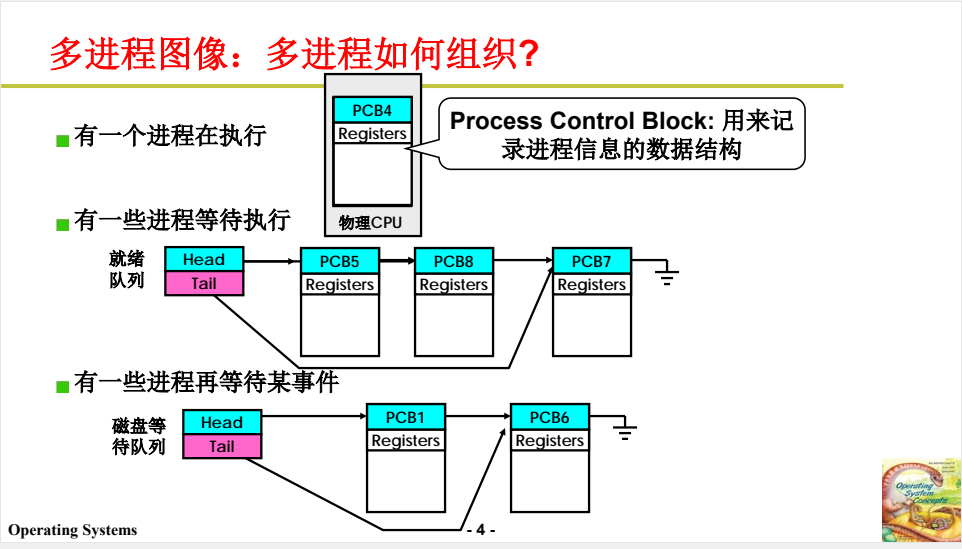 多进程图像：多进程如何组织?
PCB4
Registers
物理CPU
Process Control Block: 用来记
录进程信息的数据结构
有一个进程在执行
有一些进程等待执行
就绪
队列
Head
Tail
PCB5
Registers
PCB8
Registers
PCB7
Registers
有一些进程再等待某事件
磁盘等
待队列
Head
Tail
PCB1
Registers
PCB6
Registers
Operating Systems
- 4 -
Operating
System
Concepts